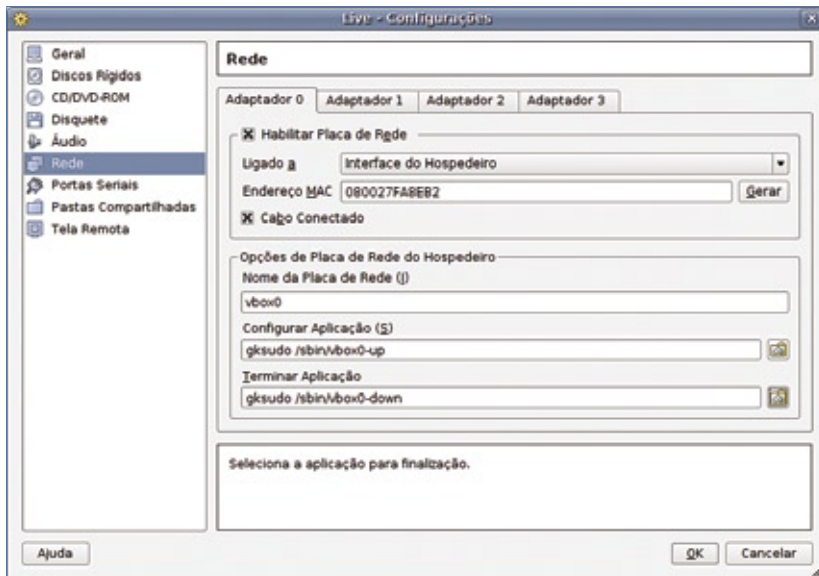 Live - Configurações
Geral
Discos Rígidos
CD/DVD-ROM
Disquete
Áudio
Rede
Portas Seriais
Pastas Compartilhadas
Tela Remota
Rede
Adaptador 0 Adaptador 1 Adaptador 2 Adaptador 3
Habilitar Placa de Rede
Ligado a Interface do Hospedeiro
Endereço MAC 080027FA8EB2 Gerar
Cabo Conectado
Opções de Placa de Rede do Hospedeiro
Nome da Placa de Rede (I)
vbox0
Configurar Aplicação (S)
gksudo /sbin/vbox0-up
Terminar Aplicação
gksudo /sbin/vbox0-down
Seleciona a aplicação para finalização.
Ajuda OK Cancelar